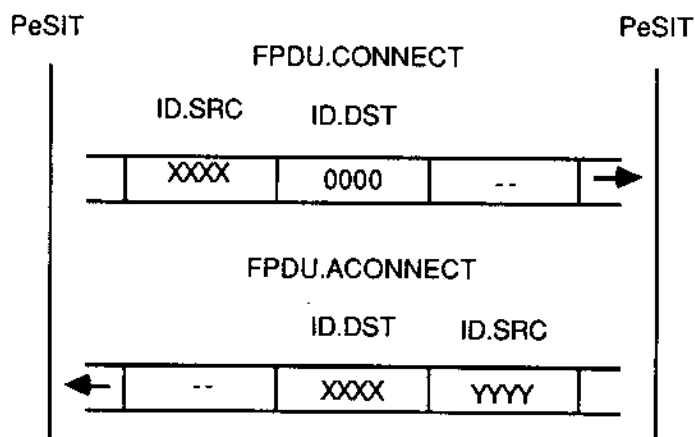 PeSIT PeSIT
FPDU.CONNECT
ID.SRC ID.DST
XXXX 0000 --
FPDU.ACONNECT
ID.DST ID.SRC
-- XXXX YYYY